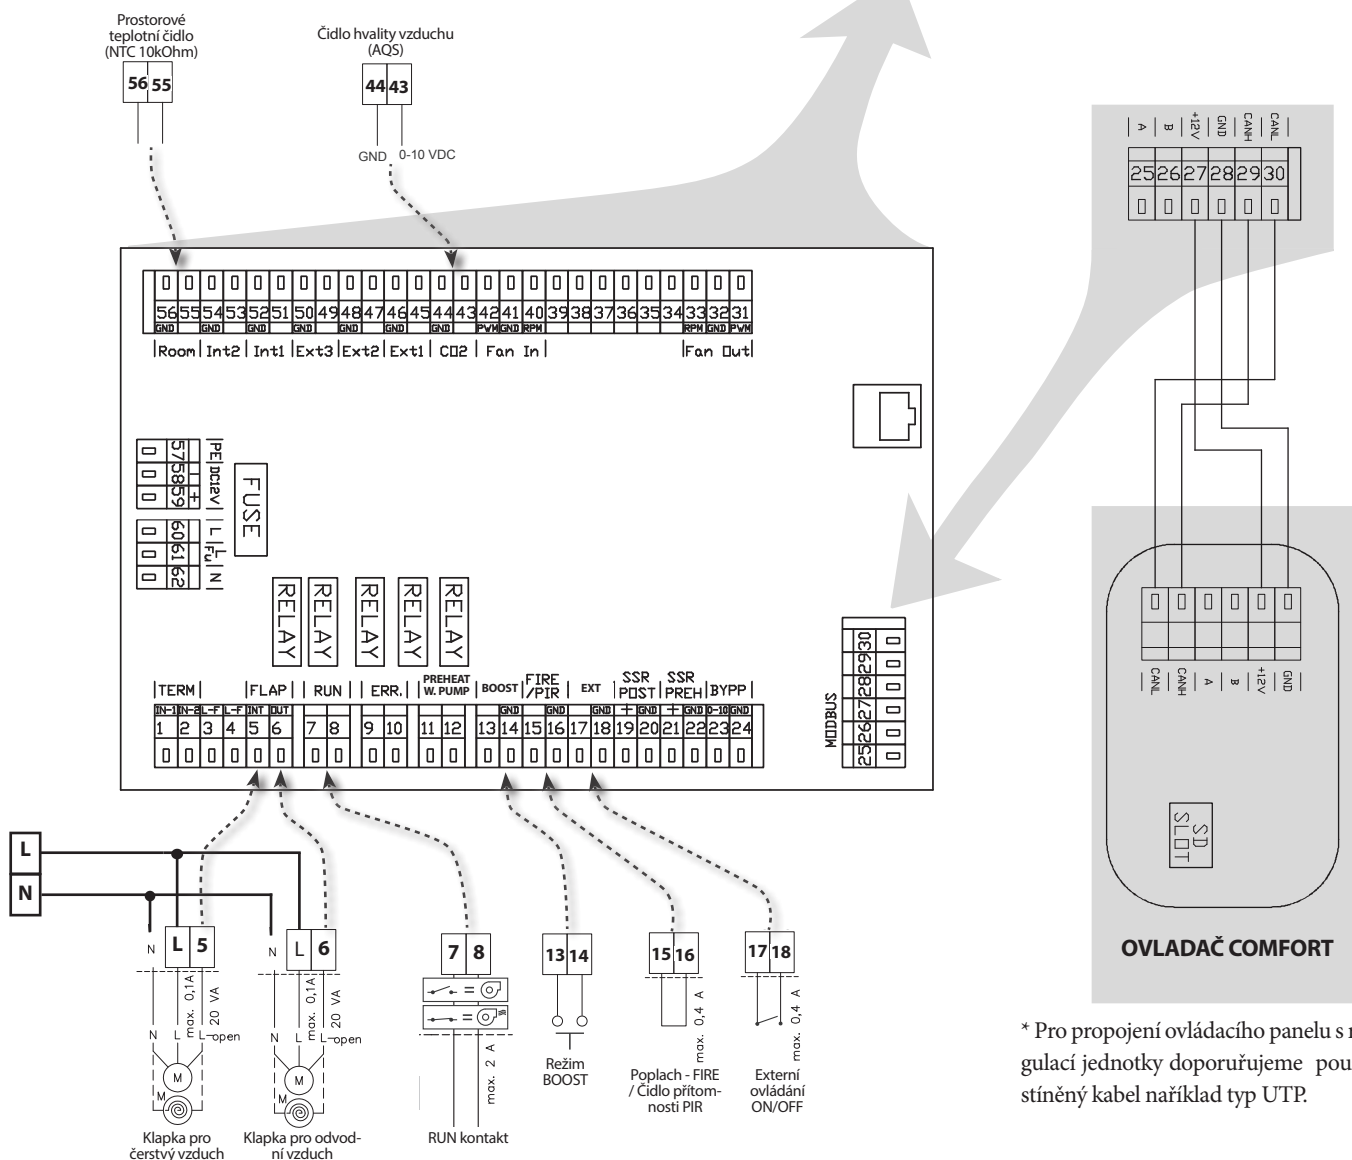 Prostorové
teplotní čidlo
(NTC 10kOhm)
56 55
Čidlo hvality vzduchu
(AQS)
44 43
GND 0-10 VDC
56 55 54 53 52 51 50 49 48 47 46 45 44 43 42 41 40 39 38 37 36 35 34 33 32 31
GND GND GND GND GND GND GND PWM GND RPM RPM GND PWM
Room Int2 Int1 Ext3 Ext2 Ext1 CO2 Fan In Fan Out
57 58 59
PE DC12V - +
60 61 62
L L Fu N
FUSE
RELAY RELAY RELAY RELAY RELAY
TERM FLAP RUN ERR. PREHEAT W. PUMP BOOST FIRE /PIR EXT SSR POST SSR PREH BYPP
IN-1 IN-2 L-F L-F INT OUT GND GND GND + GND + GND 0-10 GND
1 2 3 4 5 6 7 8 9 10 11 12 13 14 15 16 17 18 19 20 21 22 23 24
MODBUS
25 26 27 28 29 30
L
N
N L 5
max. 0,1A
20 VA
N L L-open
M
M
Klapka pro
čerstvý vzduch
N L 6
max. 0,1A
20 VA
N L L-open
M
M
Klapka pro odvod-
ní vzduch
7 8
=
=
max. 2 A
RUN kontakt
13 14
Režim
BOOST
15 16
max. 0,4 A
Poplach - FIRE
/ Čidlo přítom-
nosti PIR
17 18
max. 0,4 A
Externí
ovládání
ON/OFF
A B +12V GND CANH CANL
25 26 27 28 29 30
CANL CANH A B +12V GND
SD
SLOT
OVLADAČ COMFORT
* Pro propojení ovládacího panelu s
gulací jednotky doporuřujeme pou
stíněný kabel naříklad typ UTP.